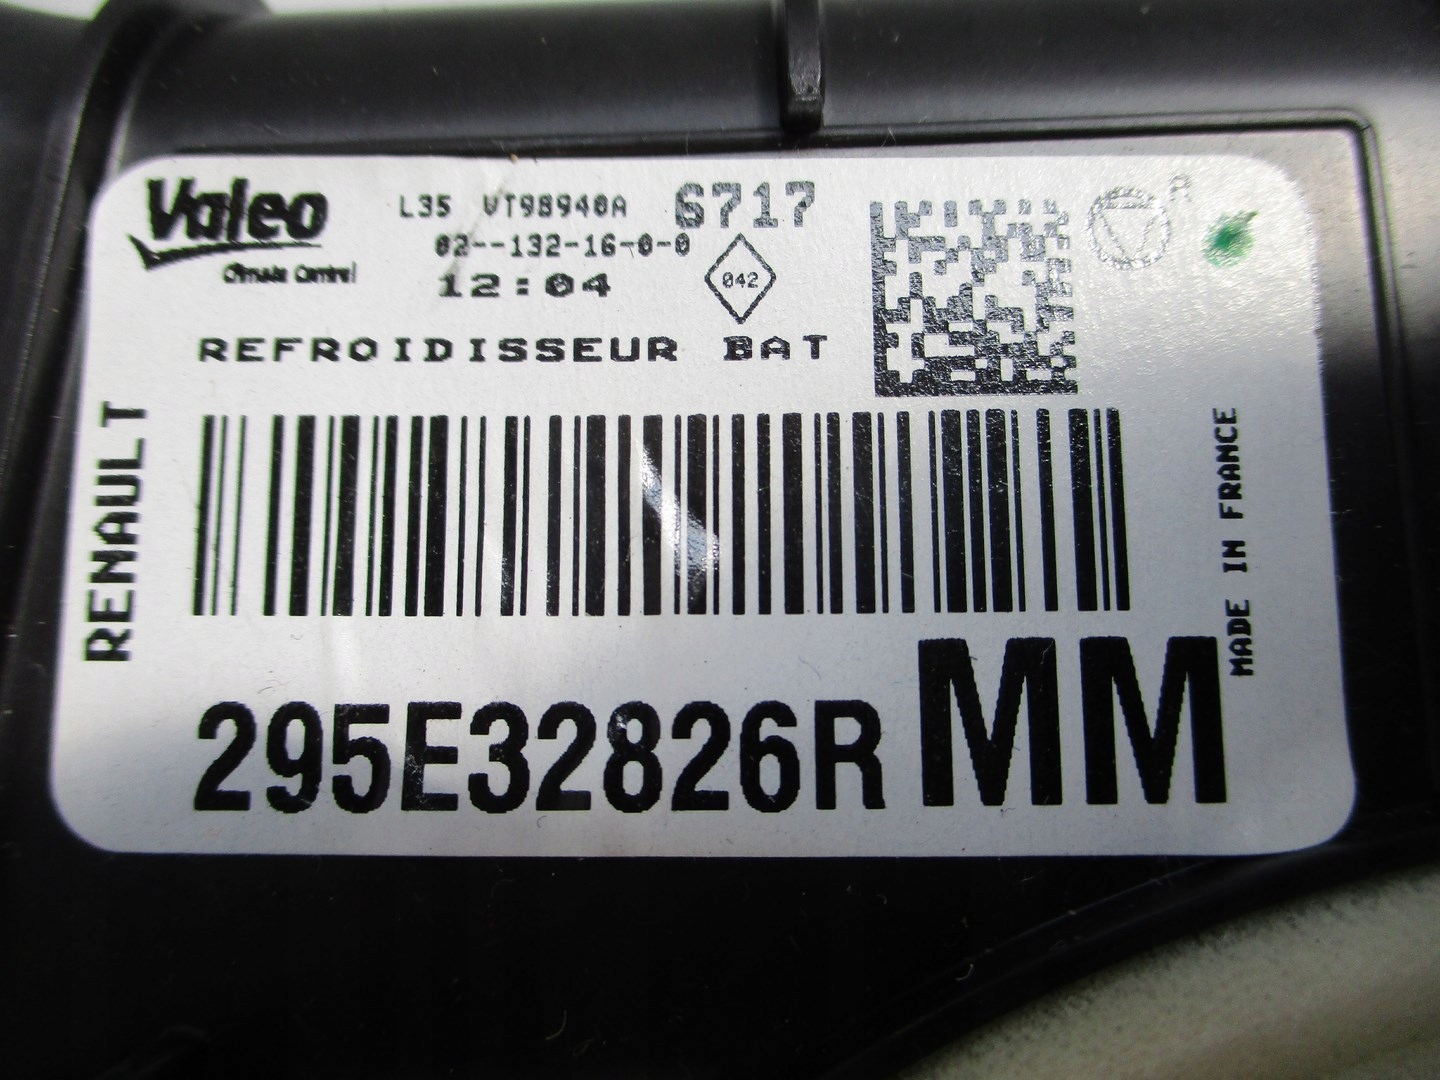 Valeo
Climate Control
L35 VT98940A 6717
02--132-16-0-0
12:04
042
REFROIDISSEUR BAT
RENAULT
MADE IN FRANCE
295E32826R MM